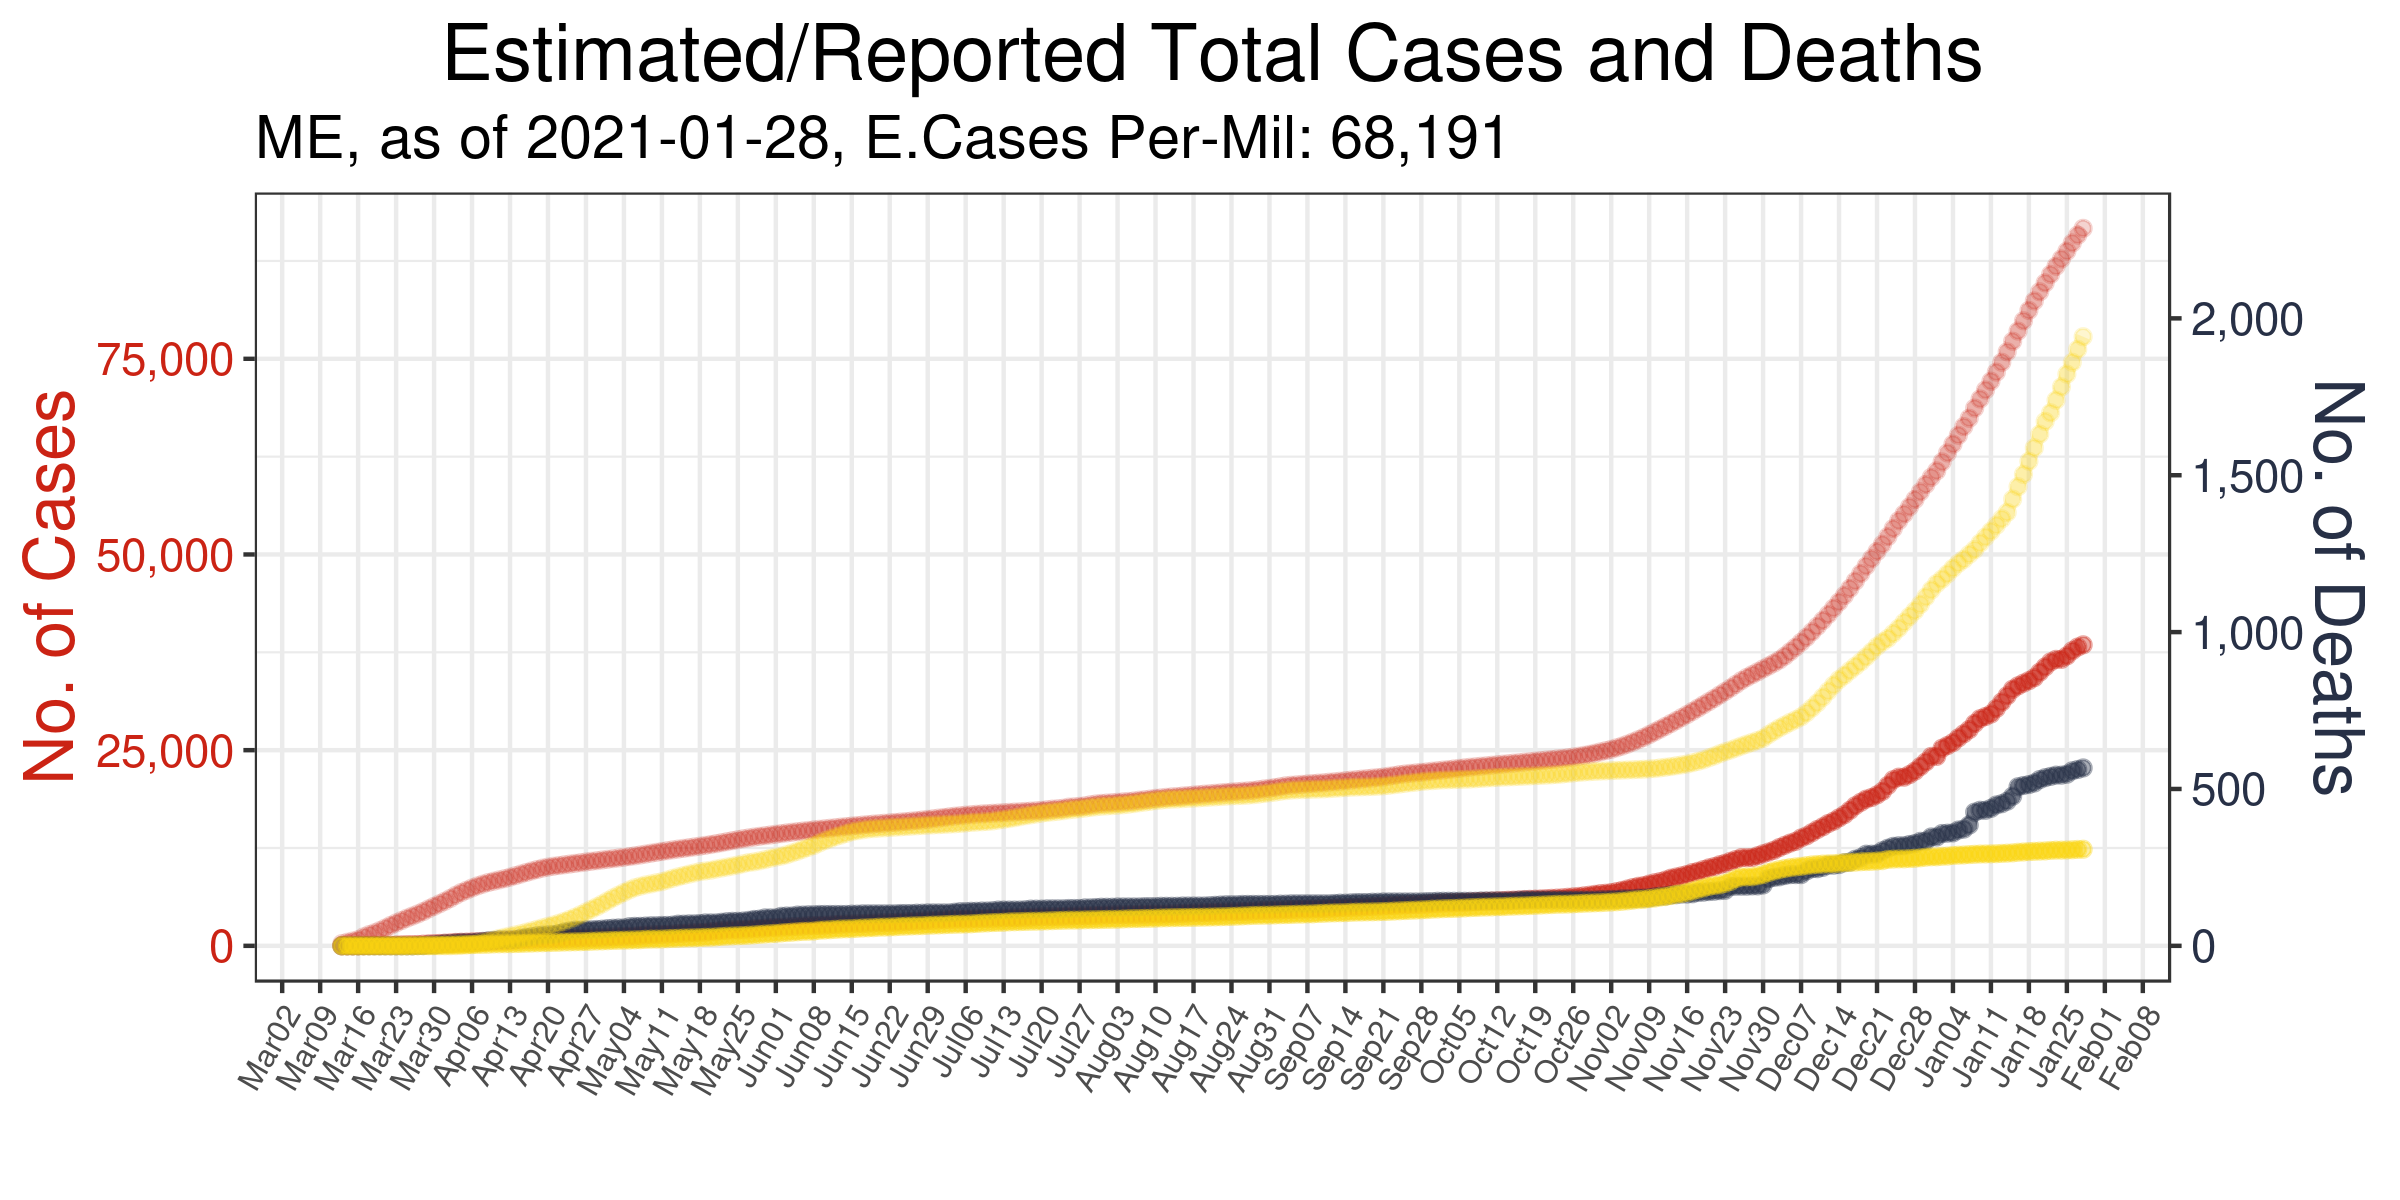 Estimated/Reported Total Cases and Deaths
ME, as of 2021-01-28, E.Cases Per-Mil: 68,191
No. of Cases
75,000
50,000
25,000
0
2,000
1,500
1,000
500
0
No. of Deaths
Mar02
Mar09
Mar16
Mar23
Mar30
Apr06
Apr13
Apr20
Apr27
May04
May11
May18
May25
Jun01
Jun08
Jun15
Jun22
Jun29
Jul06
Jul13
Jul20
Jul27
Aug03
Aug10
Aug17
Aug24
Aug31
Sep07
Sep14
Sep21
Sep28
Oct05
Oct12
Oct19
Oct26
Nov02
Nov09
Nov16
Nov23
Nov30
Dec07
Dec14
Dec21
Dec28
Jan04
Jan11
Jan18
Jan25
Feb01
Feb08